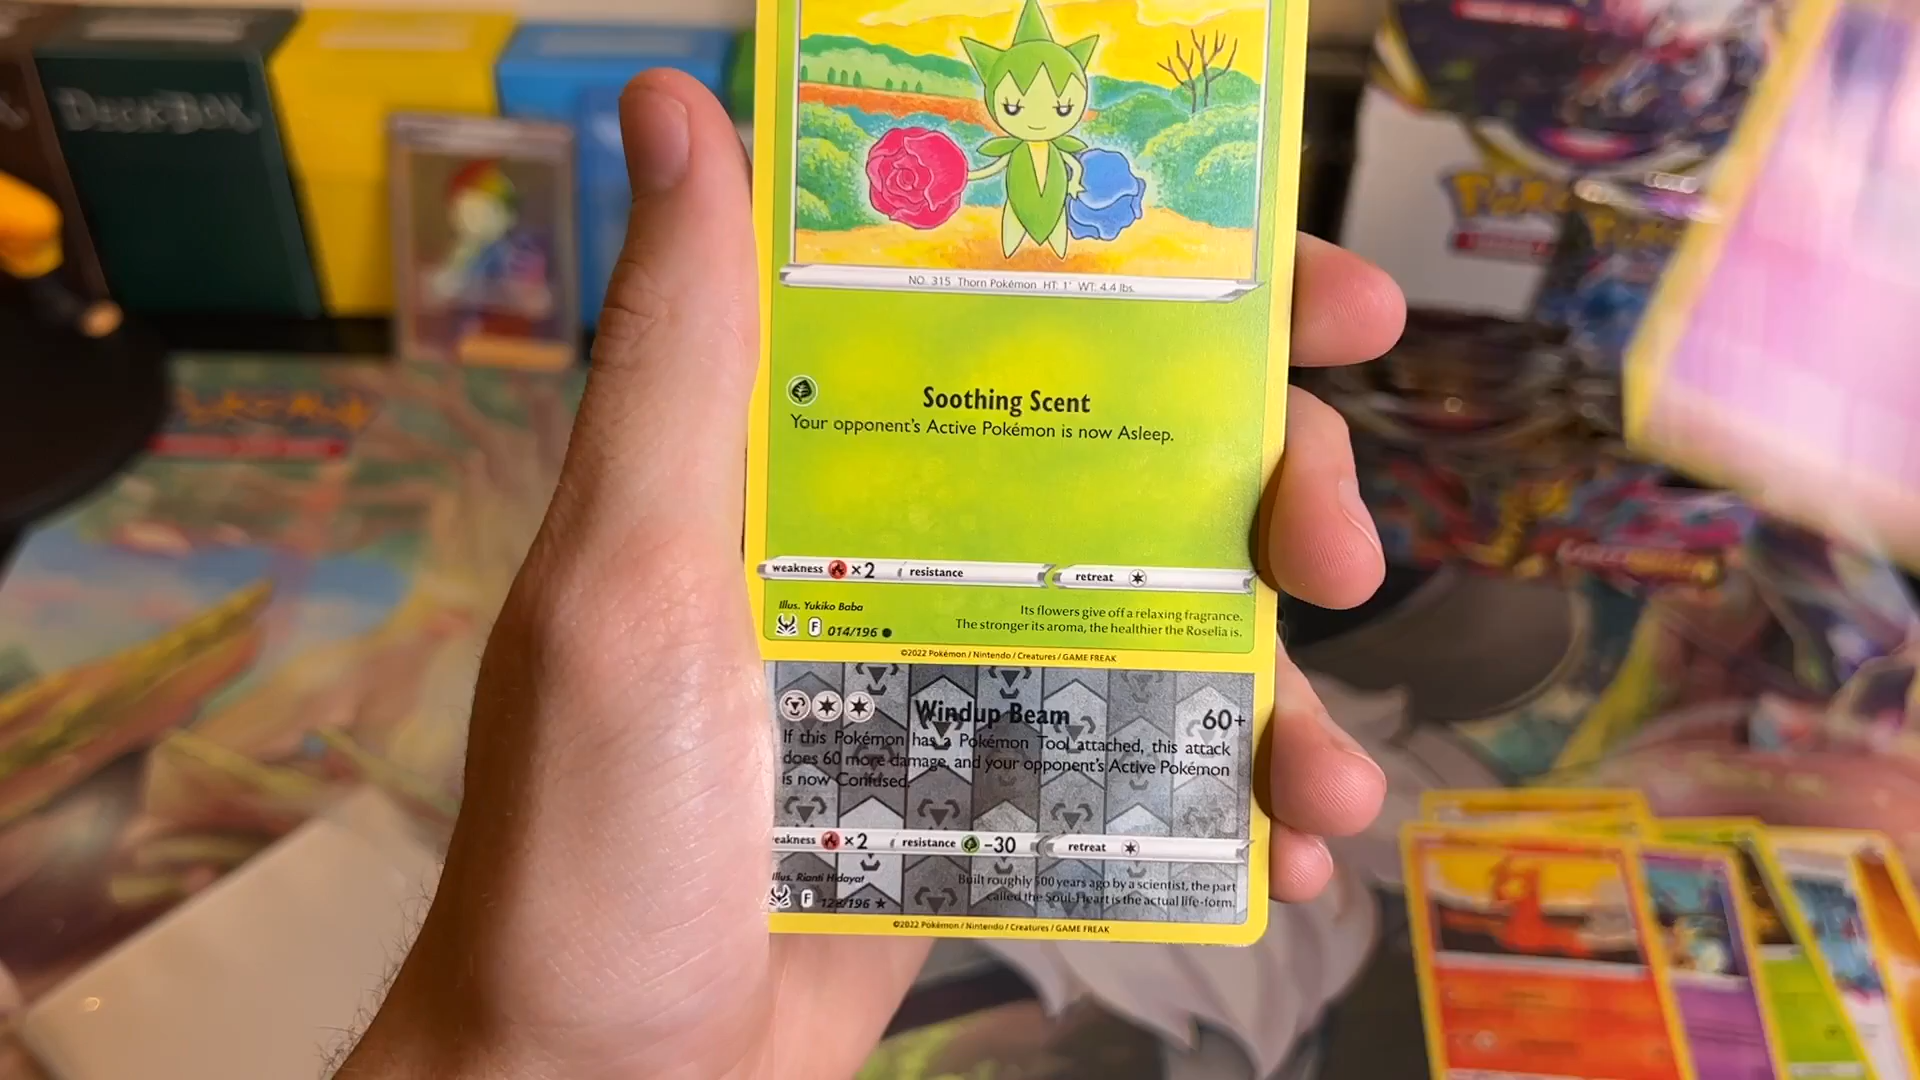 DECKBOX
NO. 315 Thorn Pokémon HT: 1' WT: 4.4 lbs.
Soothing Scent
Your opponent's Active Pokémon is now Asleep.
weakness ×2 resistance retreat
Illus. Yukiko Baba
Its flowers give off a relaxing fragrance.
The stronger its aroma, the healthier the Roselia is.
F 014/196
©2022 Pokémon / Nintendo / Creatures / GAME FREAK
Windup Beam 60+
If this Pokémon has a Pokémon Tool attached, this attack
does 60 more damage, and your opponent's Active Pokémon
is now Confused.
eakness ×2 resistance -30 retreat
Illus. Rianti Hidayat
Built roughly 500 years ago by a scientist, the part
called the Soul-Heart is the actual life-form.
F 128/196
©2022 Pokémon / Nintendo / Creatures / GAME FREAK